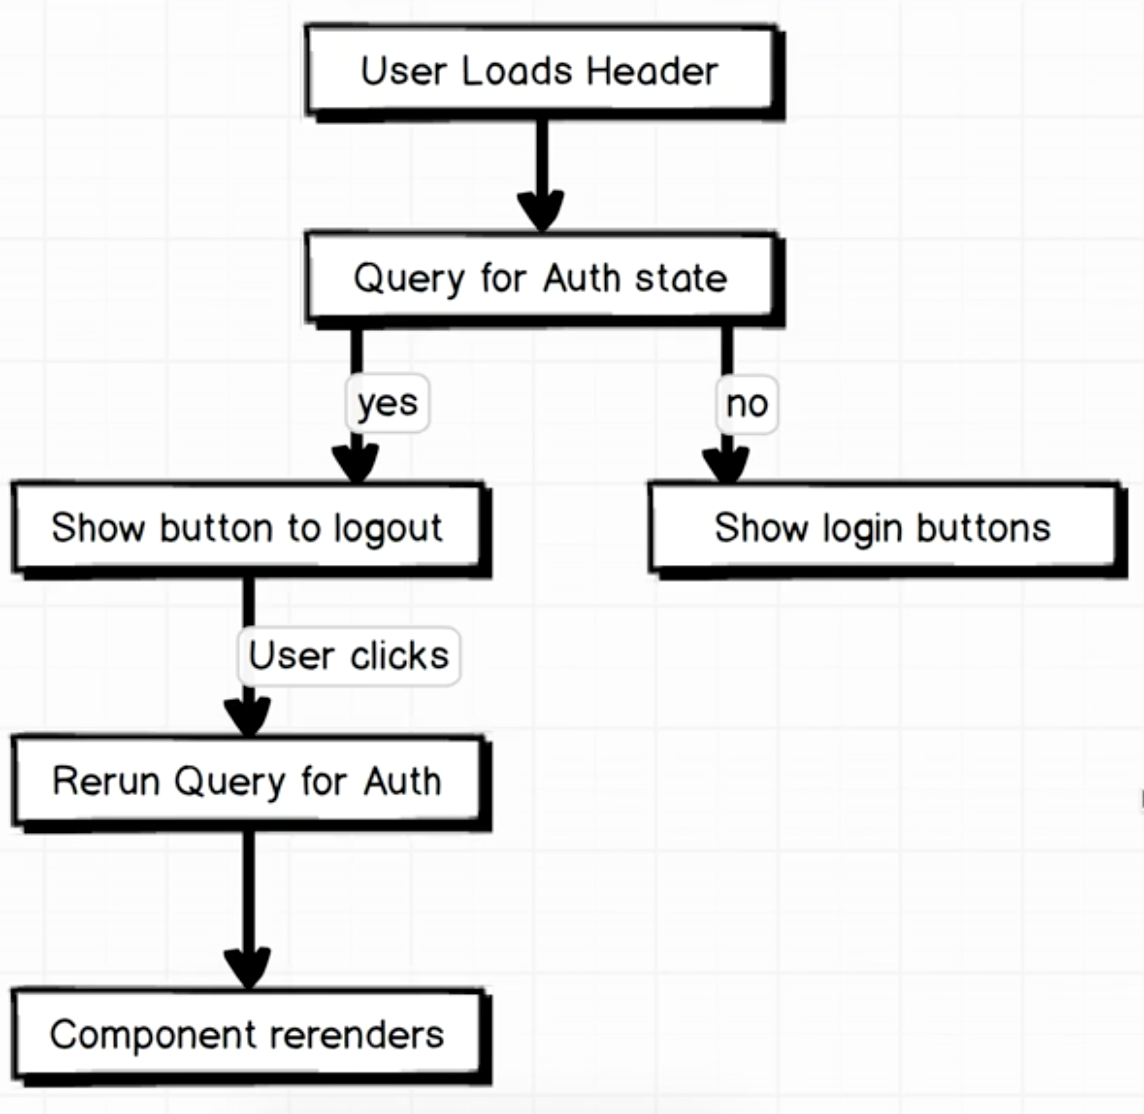 User Loads Header
Query for Auth state
yes
no
Show button to logout
Show login buttons
User clicks
Rerun Query for Auth
Component rerenders